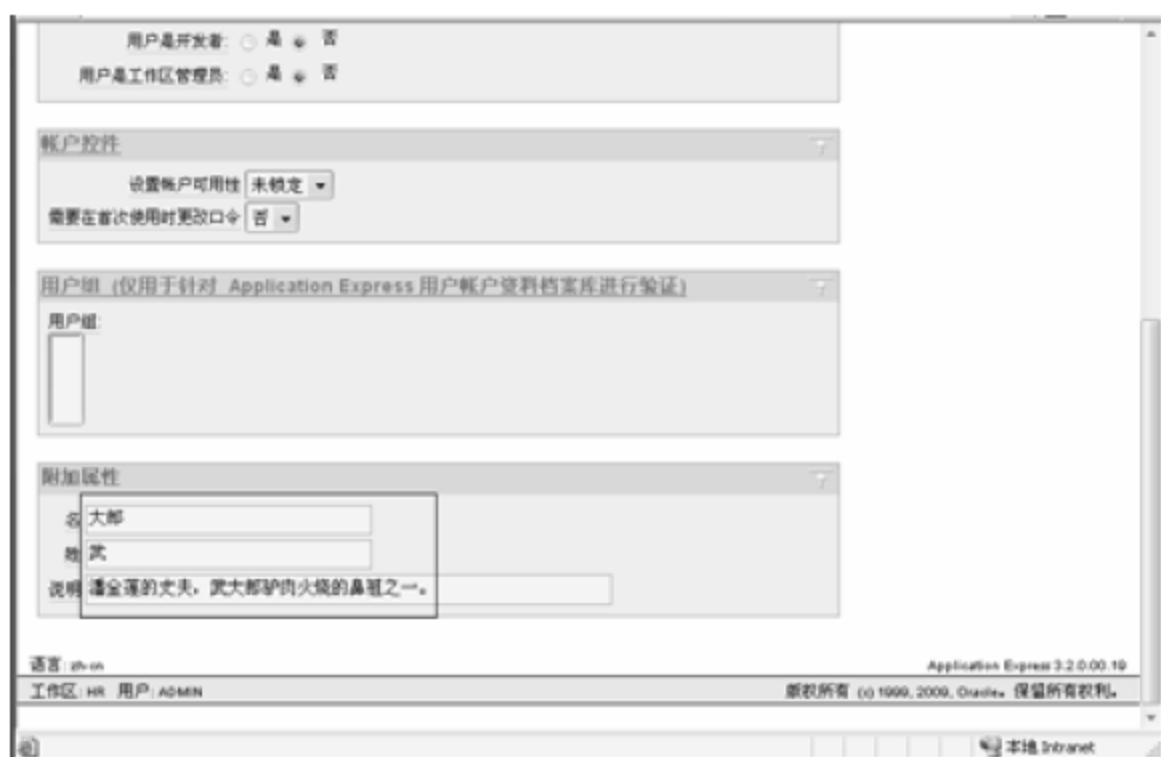 用户是开发者: 是 否
用户是工作区管理员: 是 否
帐户控件
设置帐户可用性 未锁定
需要在首次使用时更改口令 否
用户组 (仅用于针对 Application Express 用户帐户资料档案库进行验证)
用户组:
附加属性
名 大郎
姓 武
说明 潘金莲的丈夫，武大郎驴肉火烧的鼻祖之一。
语言: zh-cn
Application Express 3.2.0.00.19
工作区: HR 用户: ADMIN
版权所有 (c) 1999, 2009, Oracle。保留所有权利。
本地 Intranet